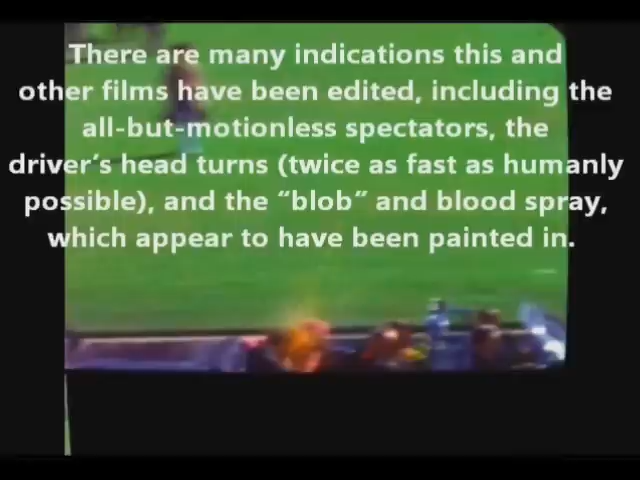 There are many indications this and
other films have been edited, including the
all-but-motionless spectators, the
driver's head turns (twice as fast as humanly
possible), and the “blob” and blood spray,
which appear to have been painted in.